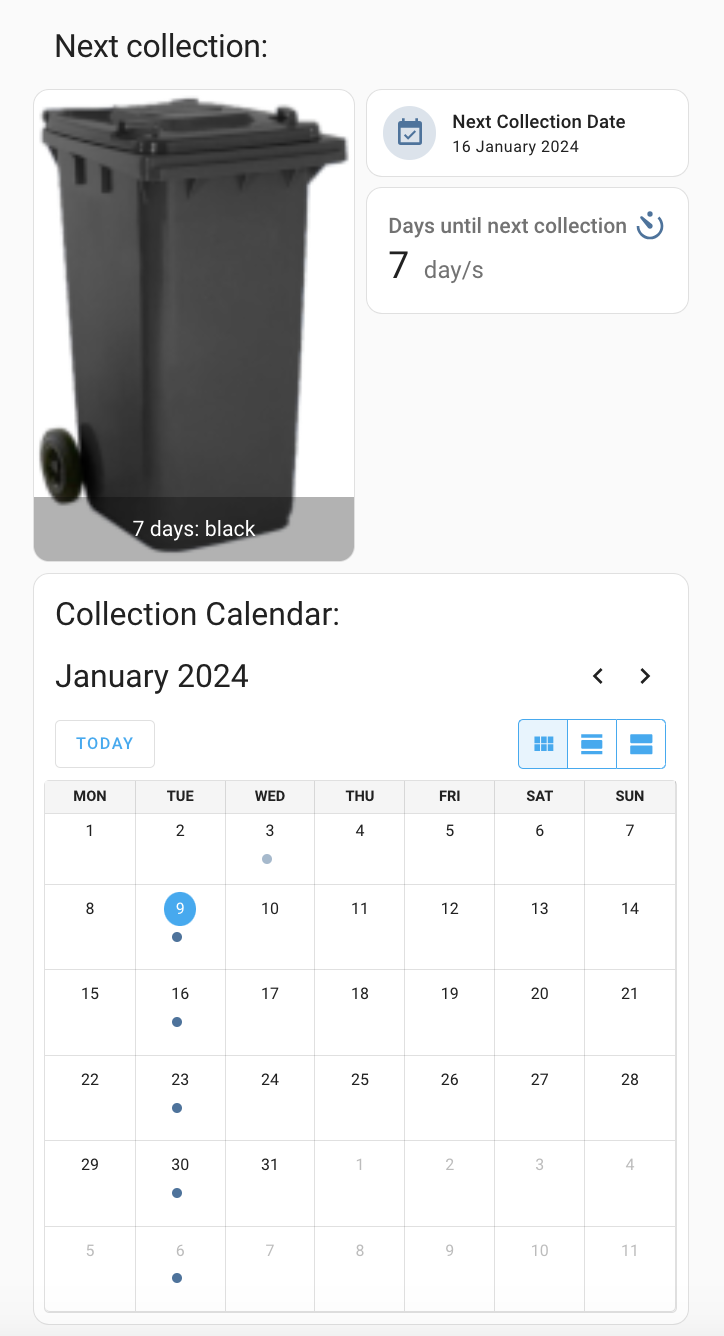 Next collection:
Next Collection Date
16 January 2024
Days until next collection
7 day/s
7 days: black
Collection Calendar:
January 2024
TODAY
MON TUE WED THU FRI SAT SUN
1 2 3 4 5 6 7
8 9 10 11 12 13 14
15 16 17 18 19 20 21
22 23 24 25 26 27 28
29 30 31 1 2 3 4
5 6 7 8 9 10 11